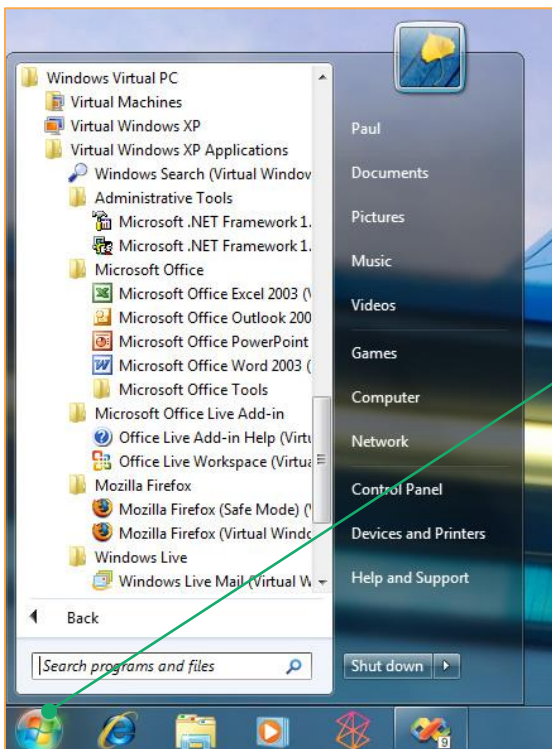 Windows Virtual PC
Virtual Machines
Virtual Windows XP
Virtual Windows XP Applications
Windows Search (Virtual Window
Administrative Tools
Microsoft .NET Framework 1.
Microsoft .NET Framework 1.
Microsoft Office
Microsoft Office Excel 2003 (\
Microsoft Office Outlook 200
Microsoft Office PowerPoint
Microsoft Office Word 2003 (
Microsoft Office Tools
Microsoft Office Live Add-in
Office Live Add-in Help (Virtu
Office Live Workspace (Virtua
Mozilla Firefox
Mozilla Firefox (Safe Mode) (
Mozilla Firefox (Virtual Windo
Windows Live
Windows Live Mail (Virtual W
Back
Search programs and files
Paul
Documents
Pictures
Music
Videos
Games
Computer
Network
Control Panel
Devices and Printers
Help and Support
Shut down
9